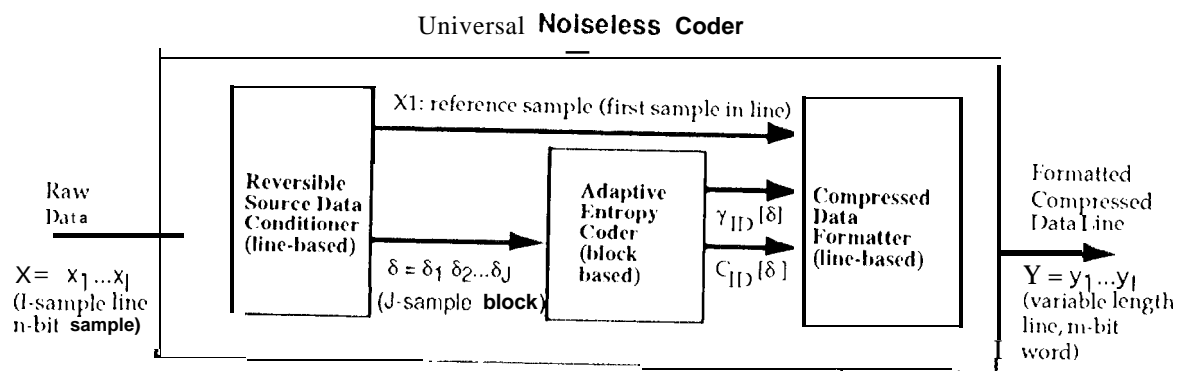 Universal Noiseless Coder
X1: reference sample (first sample in line)
Raw
Data
X = x1...xI
(I-sample line
n-bit sample)
Reversible
Source Data
Conditioner
(line-based)
δ = δ1 δ2...δJ
(J-sample block)
Adaptive
Entropy
Coder
(block
based)
γID [δ]
CID [δ]
Compressed
Data
Formatter
(line-based)
Formatted
Compressed
Data Line
Y = y1...yI
(variable length
line, m-bit
word)